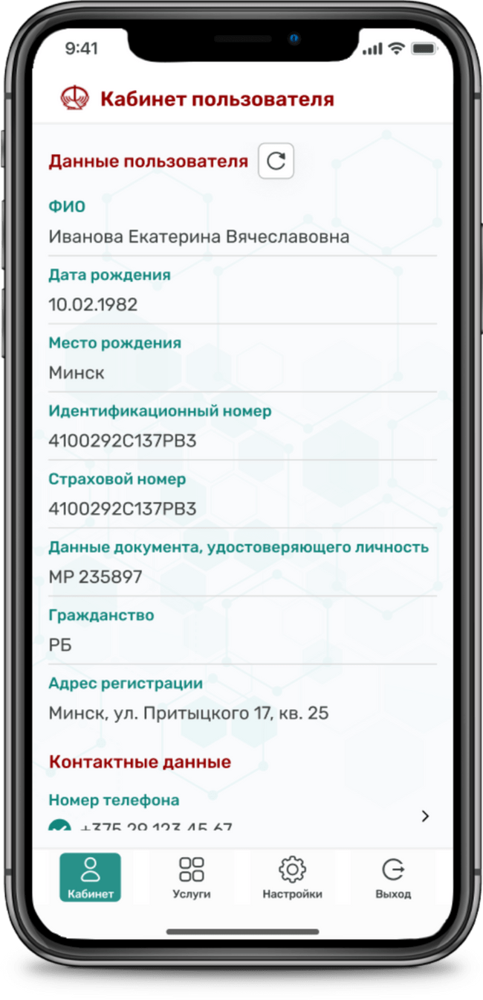 9:41
Кабинет пользователя
Данные пользователя
ФИО
Иванова Екатерина Вячеславовна
Дата рождения
10.02.1982
Место рождения
Минск
Идентификационный номер
4100292С137РВ3
Страховой номер
4100292С137РВ3
Данные документа, удостоверяющего личность
МР 235897
Гражданство
РБ
Адрес регистрации
Минск, ул. Притыцкого 17, кв. 25
Контактные данные
Номер телефона
+375 29 123 45 67
Кабинет
Услуги
Настройки
Выход